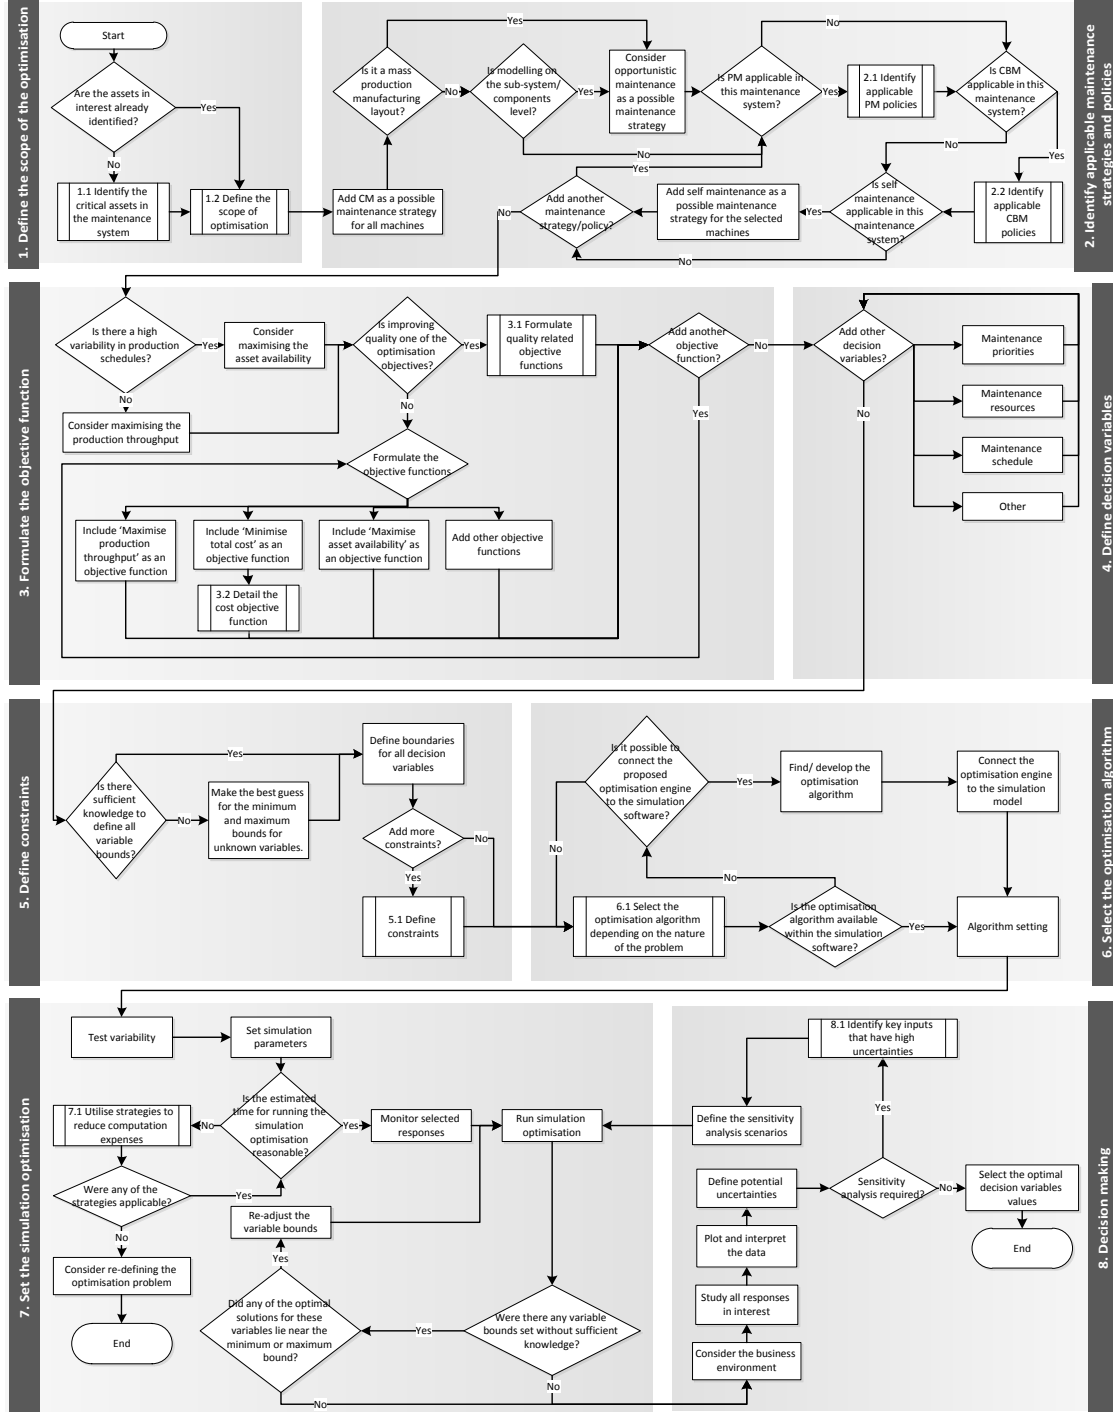 1. Define the scope of the optimisation
Start
Are the assets in
interest already
identified?
Yes
No
1.1 Identify the
critical assets in
the maintenance
system
1.2 Define the
scope of
optimisation
2. Identify applicable maintenance
strategies and policies
Yes
No
Is it a mass
production
manufacturing
layout?
No
Is modelling on
the sub-system/
components
level?
Yes
Consider
opportunistic
maintenance
as a possible
maintenance
strategy
Is PM applicable in
this maintenance
system?
Yes
2.1 Identify
applicable
PM policies
Is CBM
applicable in this
maintenance
system?
No
No
Yes
Yes
Add CM as a possible
maintenance strategy
for all machines
No
Add another
maintenance
strategy/policy?
Add self maintenance as a
possible maintenance
strategy for the selected
machines
Yes
Is self
maintenance
applicable in this
maintenance
system?
2.2 Identify
applicable
CBM
policies
No
3. Formulate the objective function
Is there a high
variability in production
schedules?
Yes
Consider
maximising the
asset availability
Is improving
quality one of the
optimisation
objectives?
Yes
3.1 Formulate
quality related
objective
functions
Add another
objective
function?
No
No
Consider maximising the
production throughput
No
Yes
Formulate the
objective functions
Include ‘Maximise
production
throughput’ as an
objective function
Include ‘Minimise
total cost’ as an
objective function
Include ‘Maximise
asset availability’ as
an objective function
Add other objective
functions
3.2 Detail the
cost objective
function
4. Define decision variables
Add other
decision
variables?
Maintenance
priorities
Maintenance
resources
No
Maintenance
schedule
Other
5. Define constraints
Yes
Define boundaries
for all decision
variables
Is there
sufficient
knowledge to
define all
variable
bounds?
No
Make the best guess
for the minimum
and maximum
bounds for
unknown variables.
Add more
constraints?
No
Yes
5.1 Define
constraints
6. Select the optimisation algorithm
Is it possible to
connect the
proposed
optimisation engine
to the simulation
software?
Yes
Find/ develop the
optimisation
algorithm
Connect the
optimisation engine
to the simulation
model
No
No
6.1 Select the
optimisation algorithm
depending on the nature
of the problem
Is the optimisation
algorithm available
within the simulation
software?
Yes
Algorithm setting
7. Set the simulation optimisation
Test variability
Set simulation
parameters
7.1 Utilise strategies to
reduce computation
expenses
No
Is the estimated
time for running the
simulation
optimisation
reasonable?
Yes
Monitor selected
responses
Run simulation
optimisation
Were any of the
strategies applicable?
Yes
Re-adjust the
variable bounds
No
Consider re-defining the
optimisation problem
Yes
End
Did any of the optimal
solutions for these
variables lie near the
minimum or maximum
bound?
Yes
Were there any variable
bounds set without sufficient
knowledge?
No
No
8. Decision making
8.1 Identify key inputs
that have high
uncertainties
Yes
Define the sensitivity
analysis scenarios
Define potential
uncertainties
Sensitivity
analysis required?
No
Select the optimal
decision variables
values
Plot and interpret
the data
End
Study all responses
in interest
Consider the business
environment